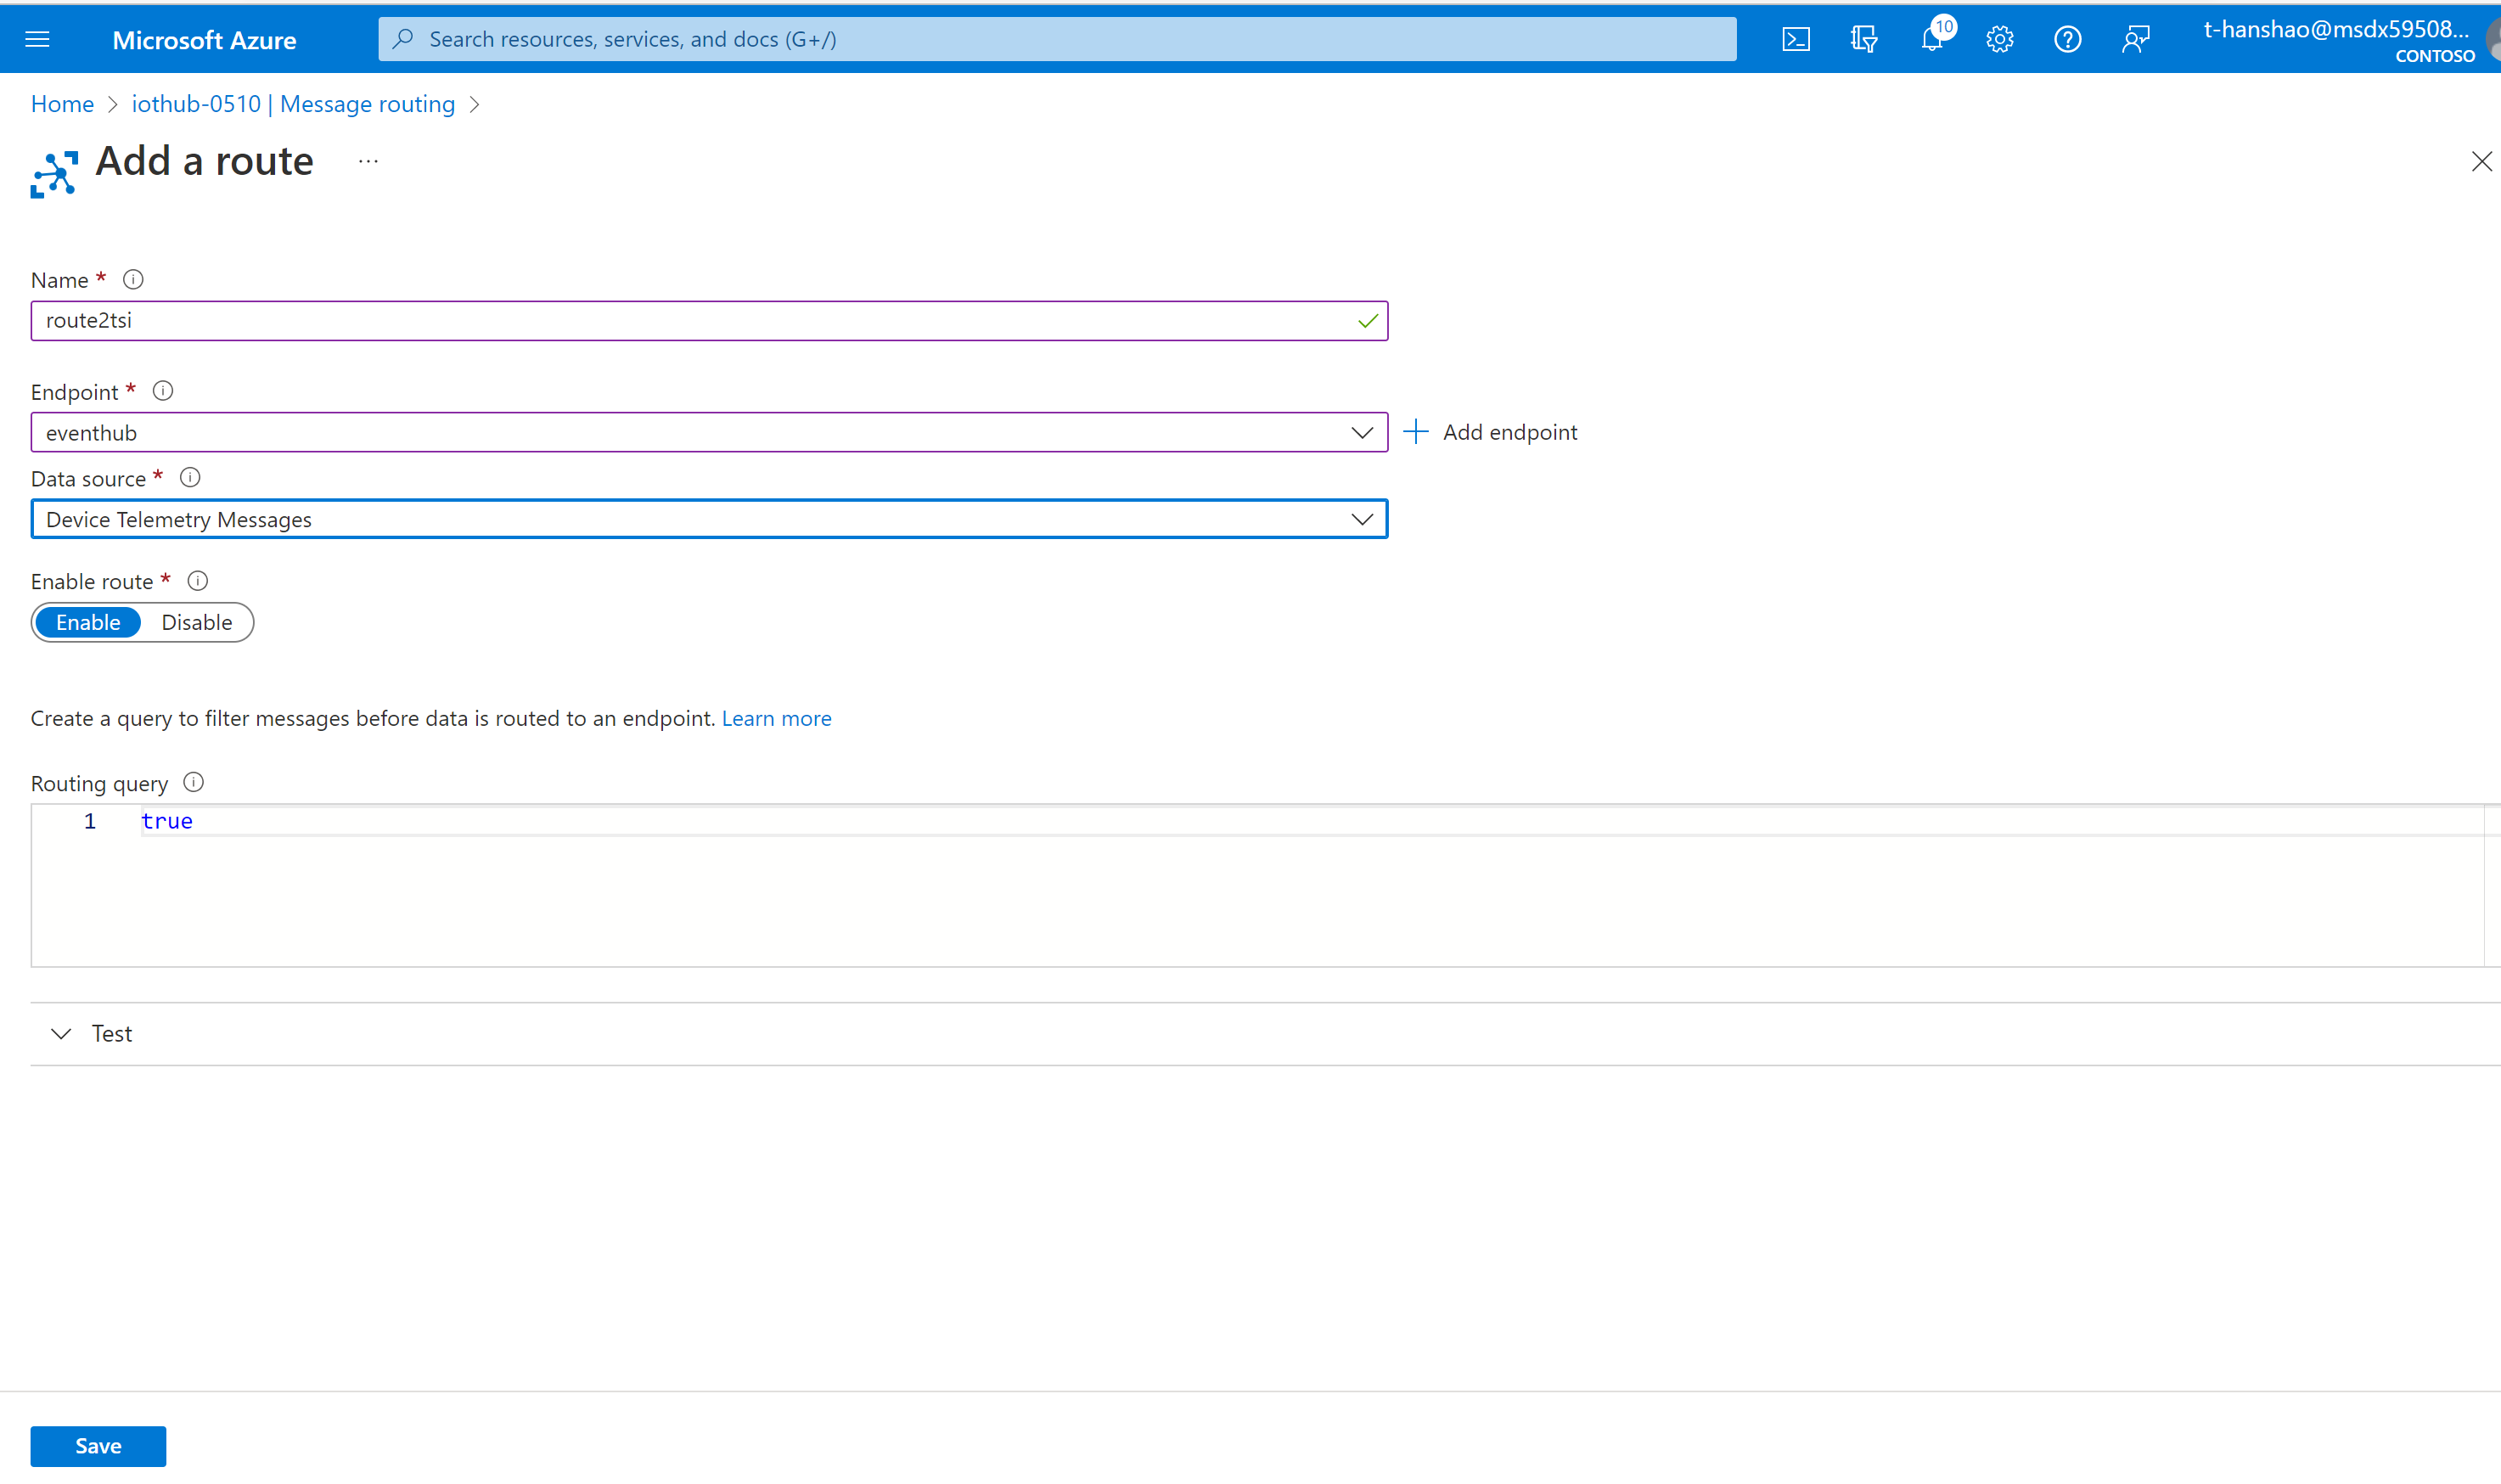 Microsoft Azure
Search resources, services, and docs (G+/)
10
t-hanshao@msdx59508...
CONTOSO
Home > iothub-0510 | Message routing >
Add a route ...
Name *
route2tsi
Endpoint *
eventhub
Add endpoint
Data source *
Device Telemetry Messages
Enable route *
Enable Disable
Create a query to filter messages before data is routed to an endpoint. Learn more
Routing query
1 true
Test
Save